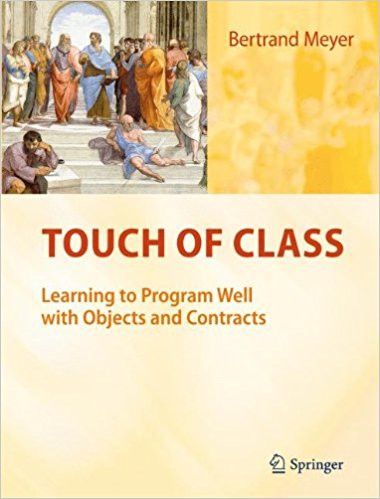 Bertrand Meyer
TOUCH OF CLASS
Learning to Program Well
with Objects and Contracts
Springer